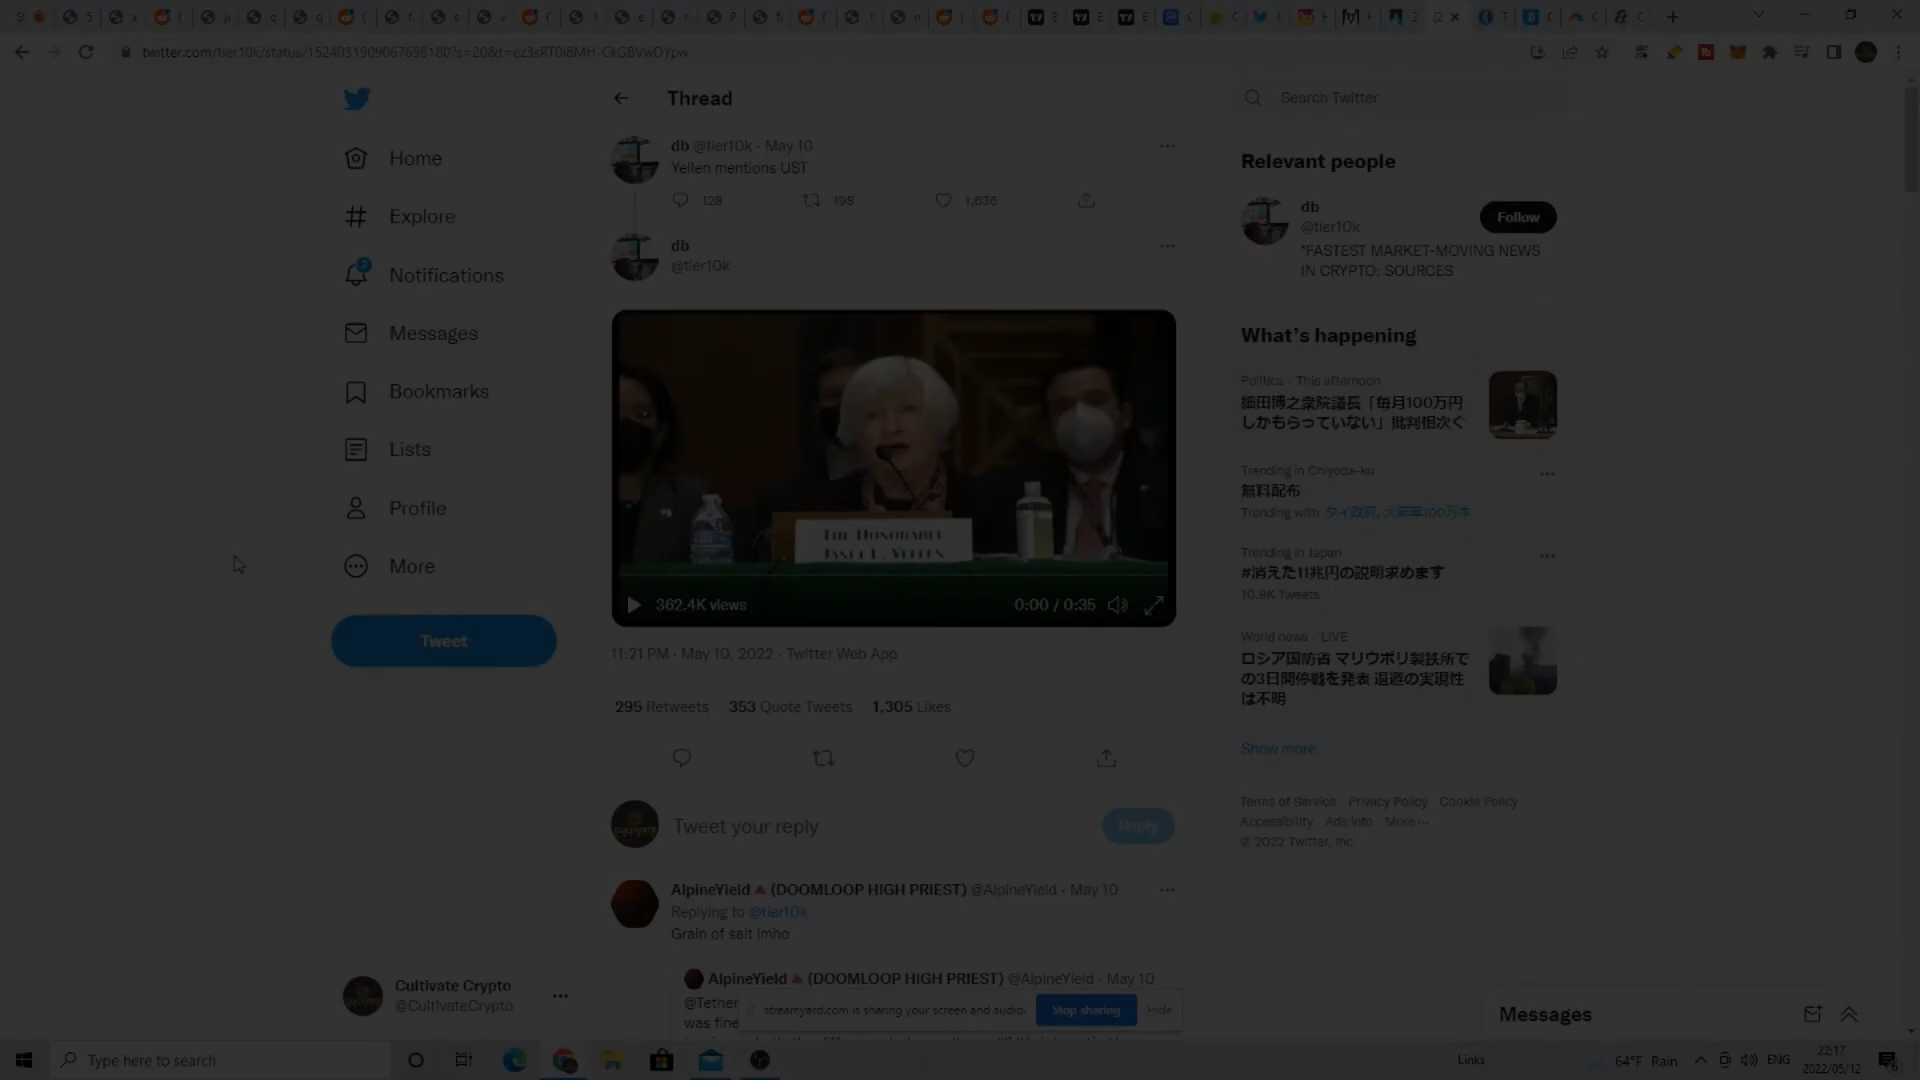 twitter.com/tier10k/status/1524031909067698180?s=20&t=ez3sRT0i8MH-CkGBVwDYpw
Thread
Search Twitter
Home
Explore
2
Notifications
Messages
Bookmarks
Lists
Profile
More
Tweet
db @tier10k · May 10
Yellen mentions UST
128 198 1,636
db
@tier10k
THE HONORABLE
JANET L. YELLEN
362.4K views
0:00 / 0:35
11:21 PM · May 10, 2022 · Twitter Web App
295 Retweets 353 Quote Tweets 1,305 Likes
Tweet your reply
Reply
AlpineYield (DOOMLOOP HIGH PRIEST) @AlpineYield · May 10
Replying to @tier10k
Grain of salt imho
AlpineYield (DOOMLOOP HIGH PRIEST) @AlpineYield · May 10
@Tether
was fine
streamyard.com is sharing your screen and audio.
Stop sharing
Hide
Relevant people
db
@tier10k
Follow
*FASTEST MARKET-MOVING NEWS
IN CRYPTO: SOURCES
What's happening
Politics · This afternoon
細田博之衆院議長「毎月100万円
しかもらっていない」批判相次ぐ
Trending in Chiyoda-ku
無料配布
Trending with タイ政府, 大麻草100万本
Trending in Japan
#消えた11兆円の説明求めます
10.9K Tweets
World news · LIVE
ロシア国防省 マリウポリ製鉄所で
の3日間停戦を発表 退避の実現性
は不明
Show more
Terms of Service Privacy Policy Cookie Policy
Accessibility Ads info More ···
© 2022 Twitter, Inc.
Cultivate Crypto
@CultivateCrypto
Messages
Type here to search
Links
64°F Rain
ENG
22:17
2022/05/12